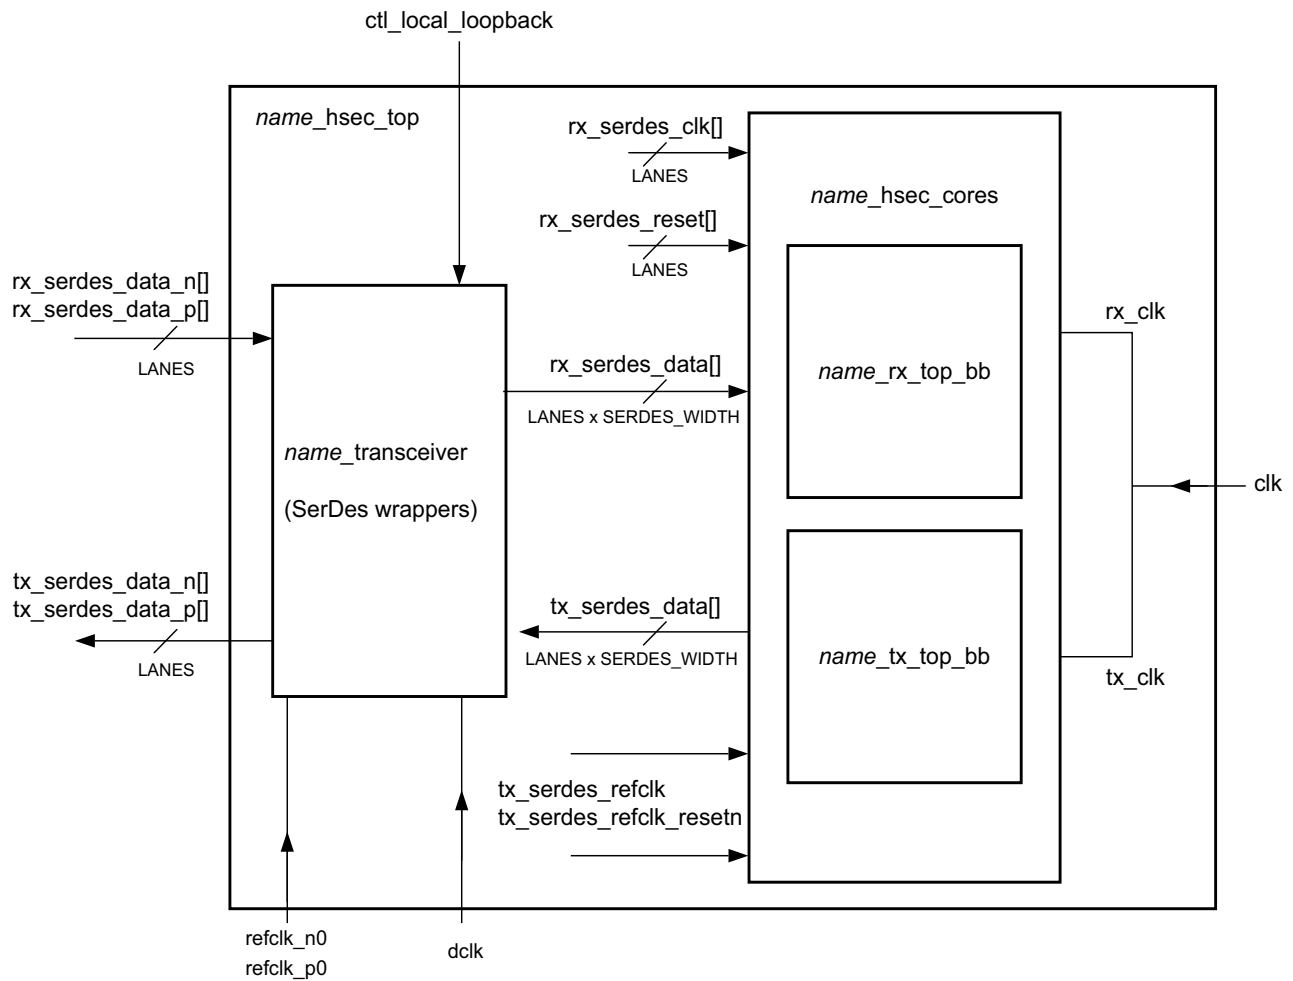 ctl_local_loopback
name_hsec_top
rx_serdes_clk[]
LANES
name_hsec_cores
rx_serdes_reset[]
LANES
rx_serdes_data_n[]
rx_serdes_data_p[]
LANES
rx_clk
rx_serdes_data[]
LANES x SERDES_WIDTH
name_rx_top_bb
name_transceiver
(SerDes wrappers)
clk
tx_serdes_data_n[]
tx_serdes_data_p[]
LANES
tx_serdes_data[]
LANES x SERDES_WIDTH
name_tx_top_bb
tx_clk
tx_serdes_refclk
tx_serdes_refclk_resetn
refclk_n0
refclk_p0
dclk